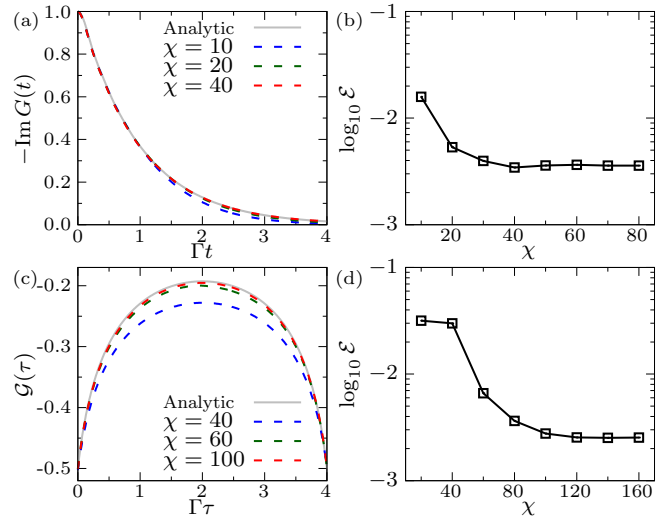 (a)
Analytic
χ = 10
χ = 20
χ = 40
−Im G(t)
1.0
0.8
0.6
0.4
0.2
0.0
0 1 2 3 4
Γt
(b)
log₁₀ ℰ
-1
-2
-3
20 40 60 80
χ
(c)
Analytic
χ = 40
χ = 60
χ = 100
𝒢(τ)
-0.2
-0.3
-0.4
-0.5
0 1 2 3 4
Γτ
(d)
log₁₀ ℰ
-1
-2
-3
40 80 120 160
χ